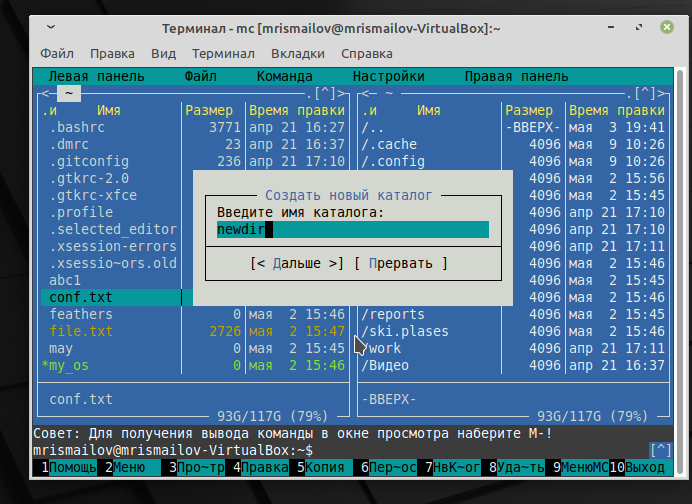 Терминал - mc [mrismailov@mrismailov-VirtualBox]:~
Файл Правка Вид Терминал Вкладки Справка
Левая панель Файл Команда Настройки Правая панель
<─ ~ ─.[^]> <─ ~ ─.[^]>
.и Имя Размер Время правки .и Имя Размер Время правки
.bashrc 3771 апр 21 16:27 /.. -ВВЕРХ- мая 3 19:41
.dmrc 23 апр 21 16:37 /.cache 4096 мая 9 10:26
.gitconfig 236 апр 21 17:10 /.config 4096 мая 9 10:26
.gtkrc-2.0 4096 мая 2 15:56
.gtkrc-xfce 4096 мая 2 15:45
.profile 4096 апр 21 17:10
.selected_editor 4096 апр 21 17:10
.xsession-errors 4096 апр 21 17:11
.xsessio~ors.old 4096 мая 2 15:46
abc1 4096 мая 2 15:45
conf.txt 4096 мая 2 15:46
Создать новый каталог
Введите имя каталога:
newdir
[< Дальше >] [ Прервать ]
feathers 0 мая 2 15:46 /reports 4096 мая 2 15:45
file.txt 2726 мая 2 15:47 /ski.plases 4096 мая 2 15:46
may 0 мая 2 15:45 /work 4096 апр 21 17:11
*my_os 0 мая 2 15:46 /Видео 4096 апр 21 16:37
conf.txt -ВВЕРХ-
93G/117G (79%) 93G/117G (79%)
Совет: Для получения вывода команды в окне просмотра наберите M-!
mrismailov@mrismailov-VirtualBox:~$ [^]
1Помощь 2Меню 3Про~тр 4Правка 5Копия 6Пер~ос 7НвК~ог 8Уда~ть 9МенюMC 10Выход